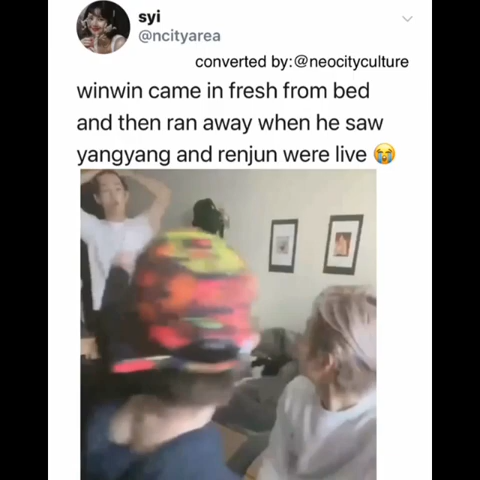 syi
@ncityarea
converted by:@neocityculture
winwin came in fresh from bed
and then ran away when he saw
yangyang and renjun were live 😭